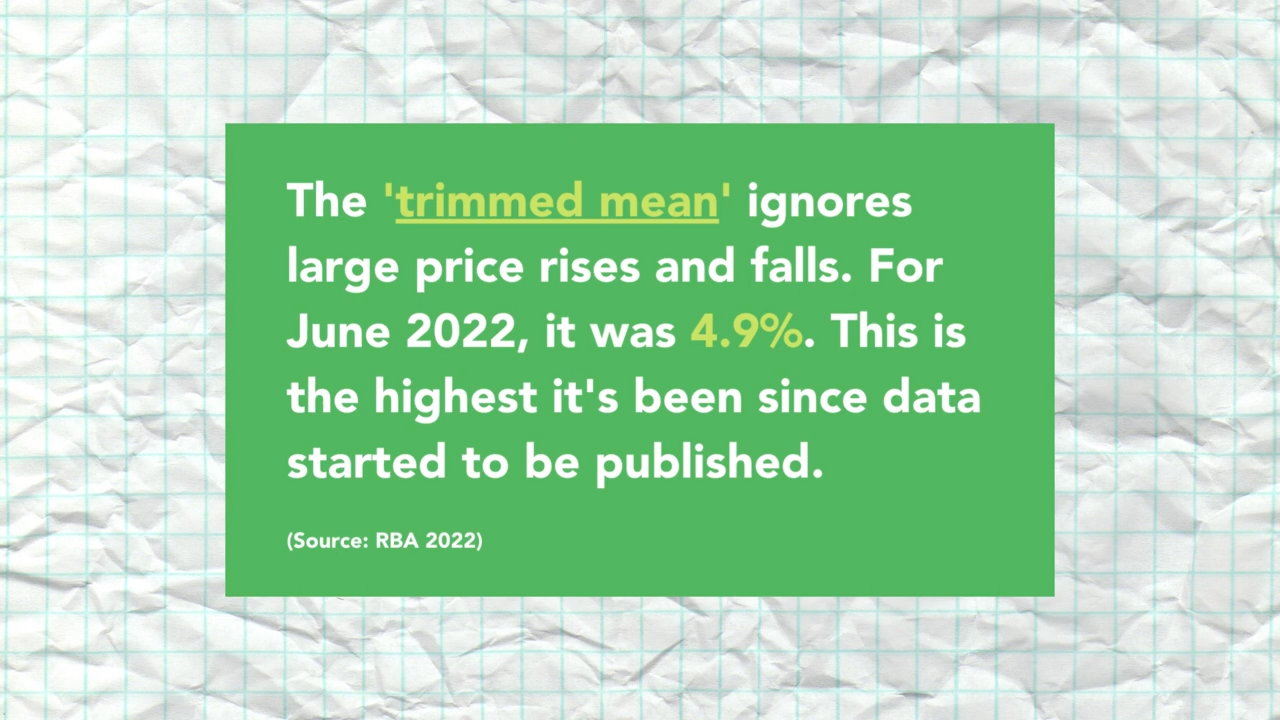 The 'trimmed mean' ignores
large price rises and falls. For
June 2022, it was 4.9%. This is
the highest it's been since data
started to be published.
(Source: RBA 2022)